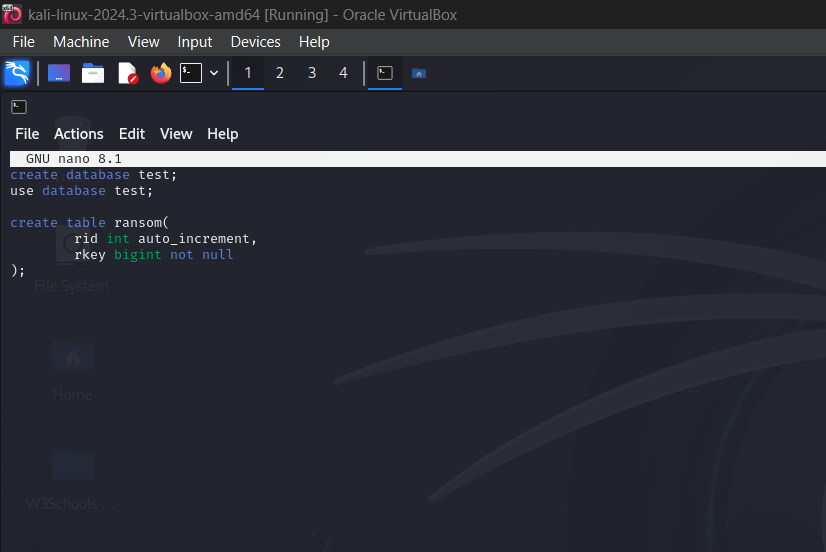 kali-linux-2024.3-virtualbox-amd64 [Running] - Oracle VirtualBox
File Machine View Input Devices Help
1 2 3 4
File Actions Edit View Help
GNU nano 8.1
create database test;
use database test;
create table ransom(
rid int auto_increment,
rkey bigint not null
);
File System
Home
W3Schools ...